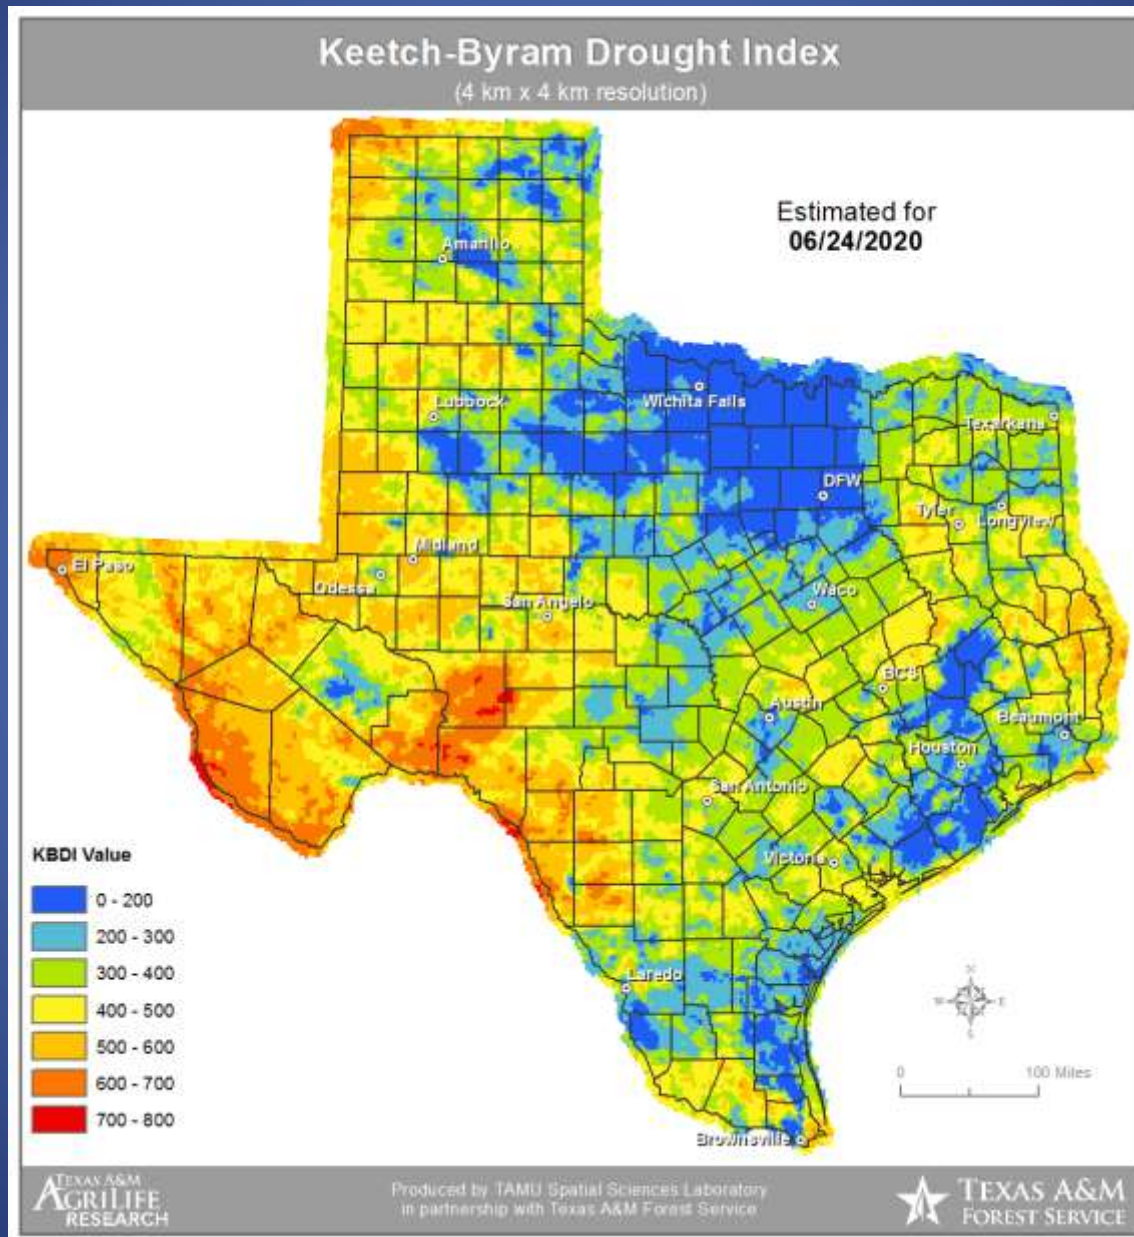 Keetch-Byram Drought Index
(4 km x 4 km resolution)
Estimated for
06/24/2020
Amarillo
Wichita Falls
Lubbock
Texarkana
DFW
Tyler
Longview
Midland
El Paso
Odessa
San Angelo
Waco
BCS
Austin
Beaumont
Houston
San Antonio
Victoria
KBDI Value
0 - 200
200 - 300
300 - 400
400 - 500
500 - 600
600 - 700
700 - 800
Laredo
N
W E
S
0 100 Miles
Brownsville
TEXAS A&M
AGRILIFE
RESEARCH
Produced by TAMU Spatial Sciences Laboratory
in partnership with Texas A&M Forest Service
TEXAS A&M
FOREST SERVICE